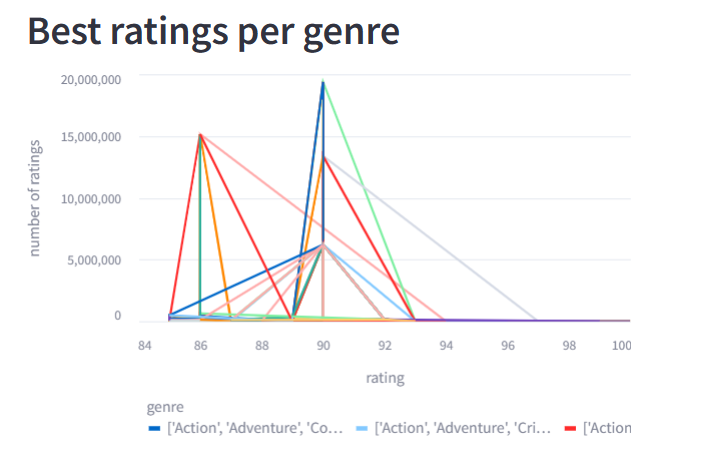 Best ratings per genre
20,000,000
15,000,000
10,000,000
5,000,000
0
number of ratings
84 86 88 90 92 94 96 98 100
rating
genre
['Action', 'Adventure', 'Co... ['Action', 'Adventure', 'Cri... ['Action